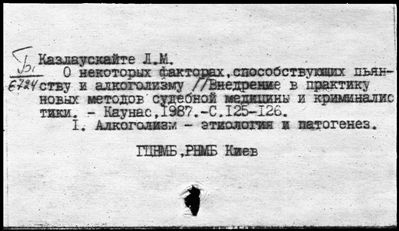 Казлаускайте Л.М.
О некоторых факторах,способствующих пьян-
Б1.
Е724
ству и алкоголизму //Внедрение в практику
новых методов судебной медицины и криминалис
тики. - Каунас,1987.-С.125-126.
I. Алкоголизм - этиология и патогенез.
ГЦНМБ,РНМБ Киев